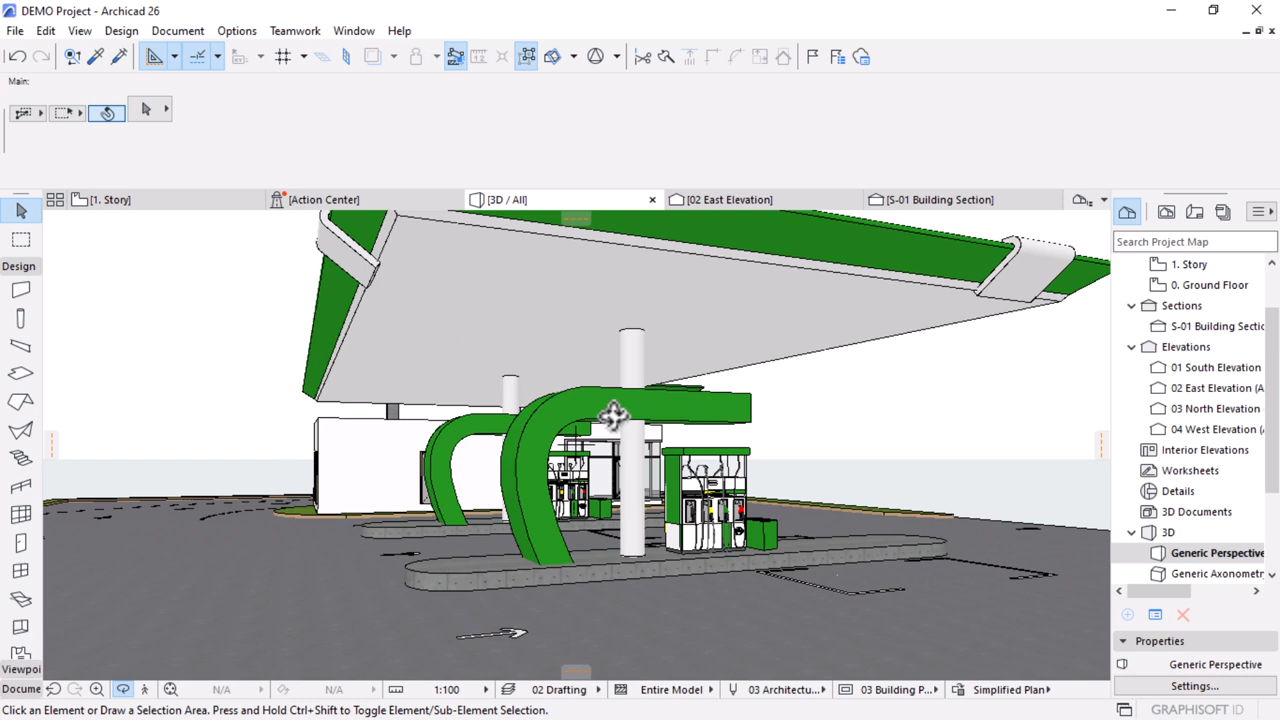 DEMO Project - Archicad 26
File Edit View Design Document Options Teamwork Window Help
Main:
[1. Story] [Action Center] [3D / All] [02 East Elevation] [S-01 Building Section]
Search Project Map
1. Story
0. Ground Floor
Sections
S-01 Building Sectic
Elevations
01 South Elevation
02 East Elevation (A
03 North Elevation
04 West Elevation (
Interior Elevations
Worksheets
Details
3D Documents
3D
Generic Perspective
Generic Axonometr
Properties
Generic Perspective
Settings...
Design
Viewpoi
Docume
N/A N/A 1:100 02 Drafting Entire Model 03 Architectu... 03 Building P... Simplified Plan
Click an Element or Draw a Selection Area. Press and Hold Ctrl+Shift to Toggle Element/Sub-Element Selection.
GRAPHISOFT ID